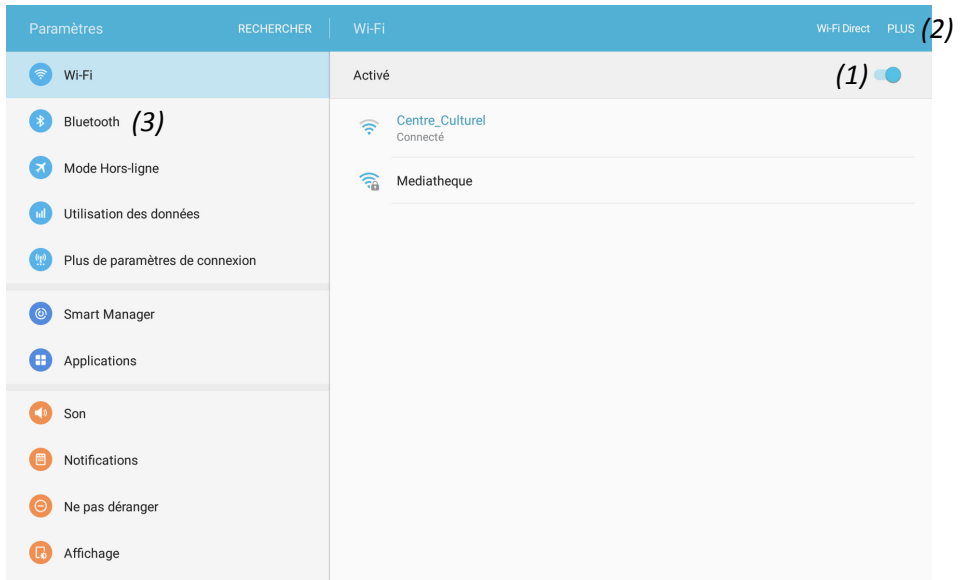 Paramètres RECHERCHER Wi-Fi Wi-Fi Direct PLUS (2)
Wi-Fi
Bluetooth (3)
Mode Hors-ligne
Utilisation des données
Plus de paramètres de connexion
Smart Manager
Applications
Son
Notifications
Ne pas déranger
Affichage
Activé (1)
Centre_Culturel
Connecté
Mediatheque